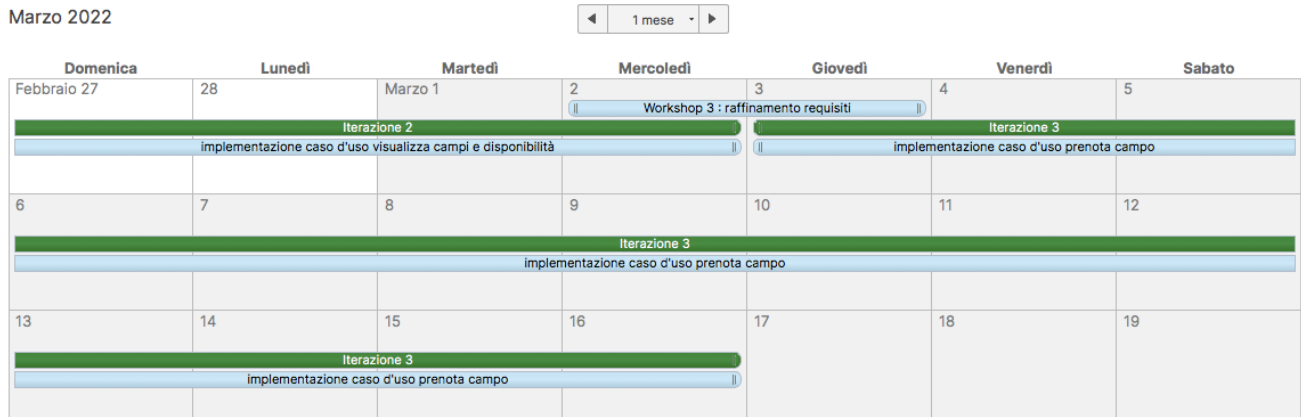 Marzo 2022
1 mese
Domenica Lunedì Martedì Mercoledì Giovedì Venerdì Sabato
Febbraio 27 28 Marzo 1 2 3 4 5
Workshop 3 : raffinamento requisiti
Iterazione 2 Iterazione 3
implementazione caso d'uso visualizza campi e disponibilità implementazione caso d'uso prenota campo
6 7 8 9 10 11 12
Iterazione 3
implementazione caso d'uso prenota campo
13 14 15 16 17 18 19
Iterazione 3
implementazione caso d'uso prenota campo